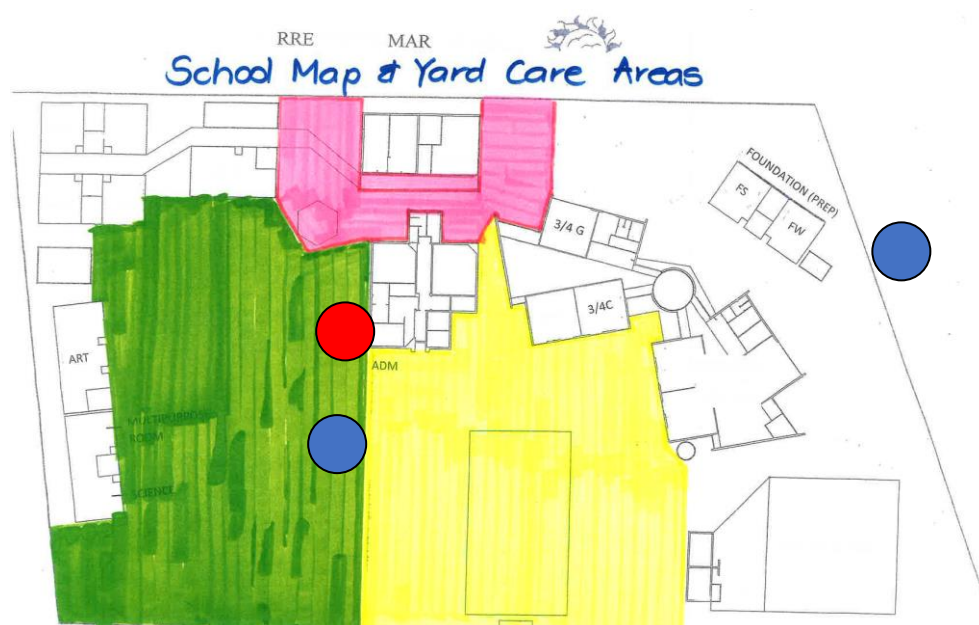 RRE MAR
School Map & Yard Care Areas
FOUNDATION (PREP)
FS
FW
3/4 G
3/4C
ART
ADM
MULTIPURPOSE
ROOM
SCIENCE